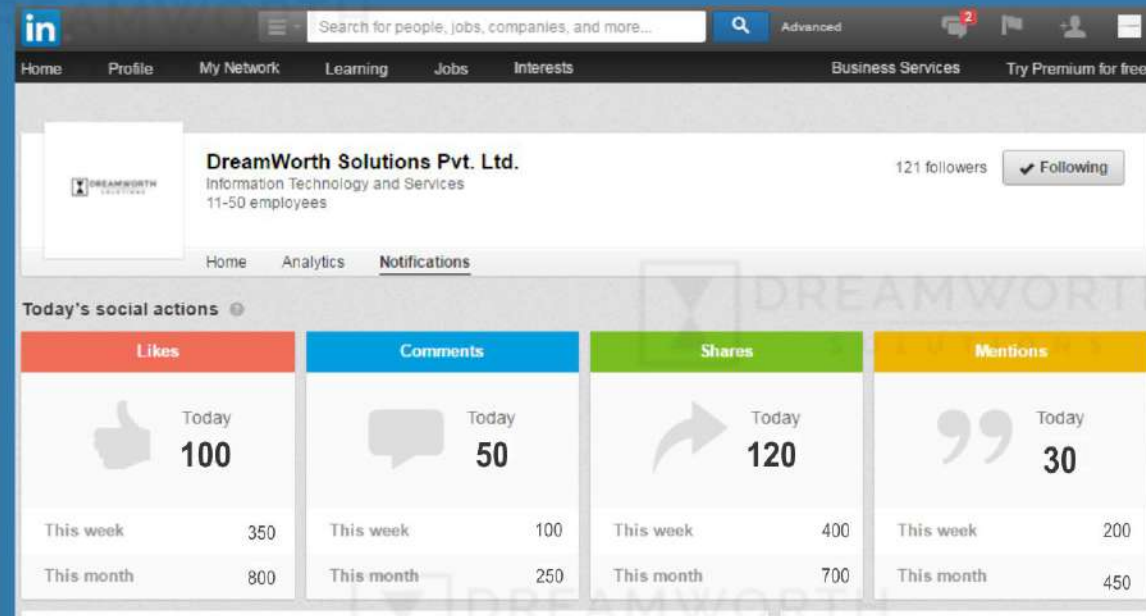 in
Search for people, jobs, companies, and more...
Advanced
2
Home Profile My Network Learning Jobs Interests Business Services Try Premium for free
DREAMWORTH
SOLUTIONS
DreamWorth Solutions Pvt. Ltd.
Information Technology and Services
11-50 employees
121 followers
Following
Home Analytics Notifications
DREAMWORT
SOLUTIONS
Today's social actions
Likes Comments Shares Mentions
Today Today Today Today
100 50 120 30
This week 350 This week 100 This week 400 This week 200
This month 800 This month 250 This month 700 This month 450
DREAMWORTH